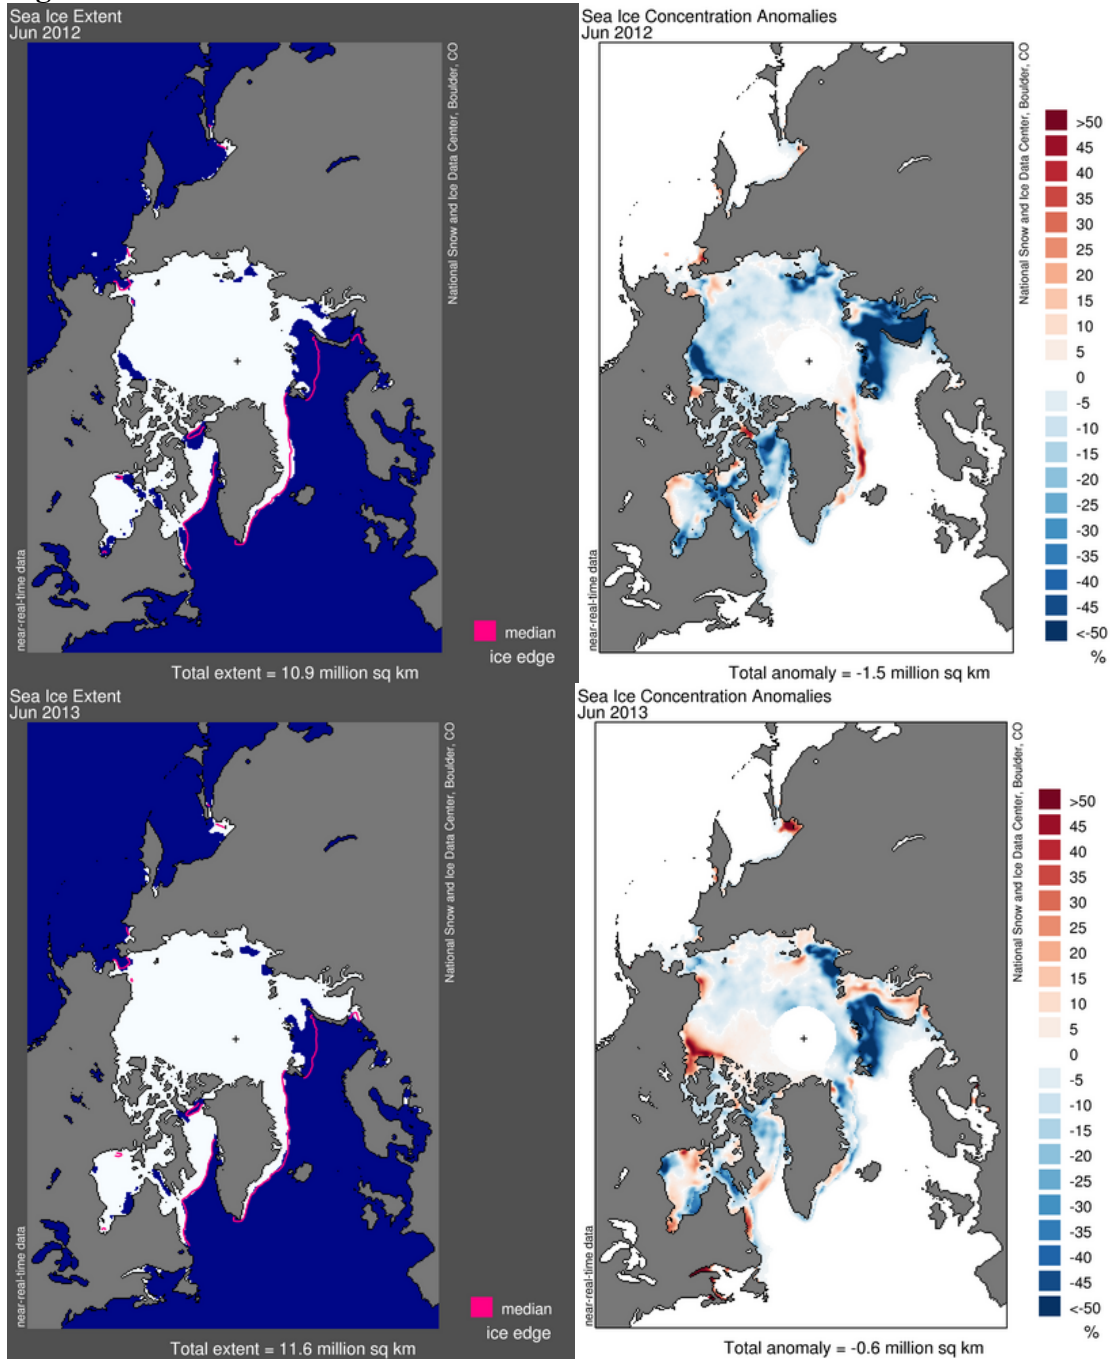 Sea Ice Extent
Jun 2012
National Snow and Ice Data Center, Boulder, CO
near-real-time data
median
ice edge
Total extent = 10.9 million sq km
Sea Ice Concentration Anomalies
Jun 2012
National Snow and Ice Data Center, Boulder, CO
>50
45
40
35
30
25
20
15
10
5
0
-5
-10
-15
-20
-25
-30
-35
-40
-45
<-50
%
near-real-time data
Total anomaly = -1.5 million sq km
Sea Ice Extent
Jun 2013
National Snow and Ice Data Center, Boulder, CO
near-real-time data
median
ice edge
Total extent = 11.6 million sq km
Sea Ice Concentration Anomalies
Jun 2013
National Snow and Ice Data Center, Boulder, CO
>50
45
40
35
30
25
20
15
10
5
0
-5
-10
-15
-20
-25
-30
-35
-40
-45
<-50
%
near-real-time data
Total anomaly = -0.6 million sq km